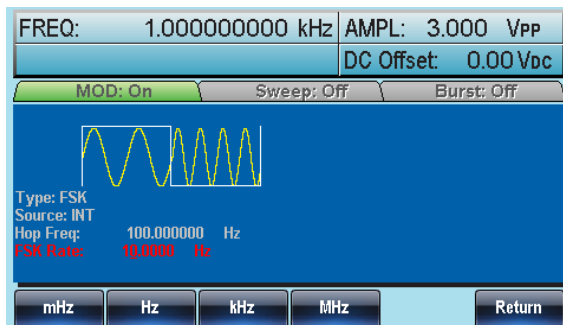 FREQ: 1.000000000 kHz AMPL: 3.000 VPP
DC Offset: 0.00 VDC
MOD: On Sweep: Off Burst: Off
Type: FSK
Source: INT
Hop Freq: 100.000000 Hz
FSK Rate: 10.0000 Hz
mHz Hz kHz MHz Return